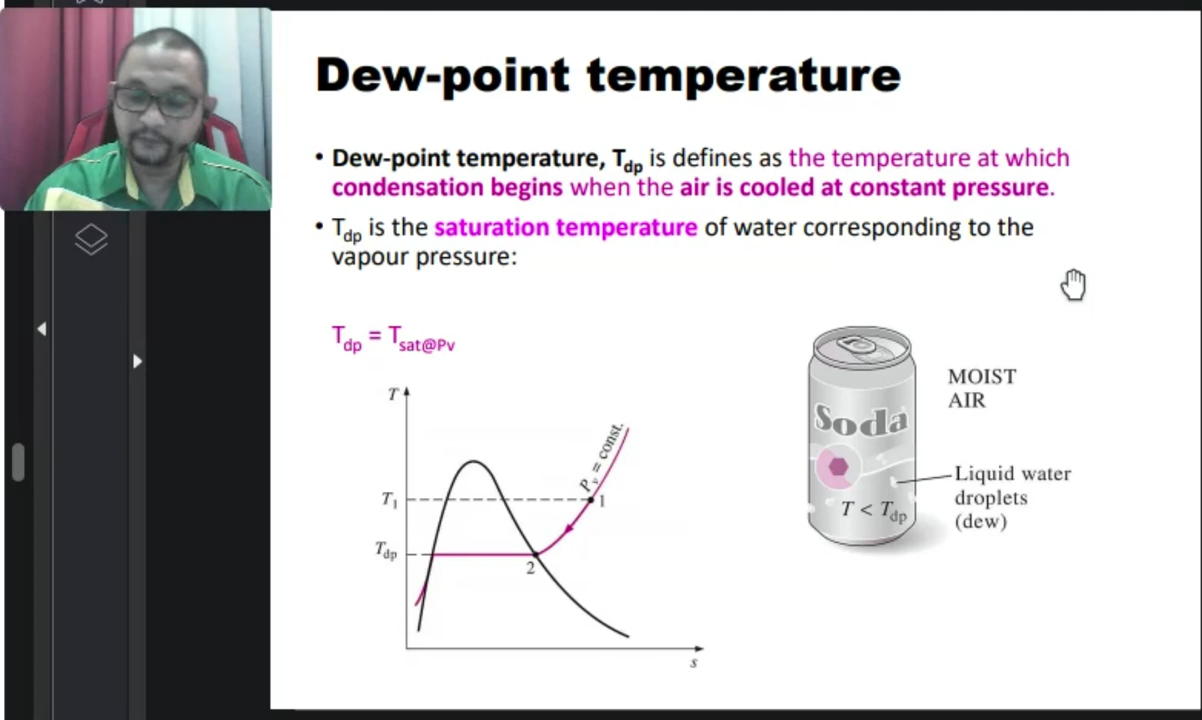 Dew-point temperature
• Dew-point temperature, Tdp is defines as the temperature at which
condensation begins when the air is cooled at constant pressure.
• Tdp is the saturation temperature of water corresponding to the
vapour pressure:
Tdp = Tsat@Pv
T
Pv = const.
T1
1
Tdp
2
s
Soda
T < Tdp
MOIST
AIR
Liquid water
droplets
(dew)